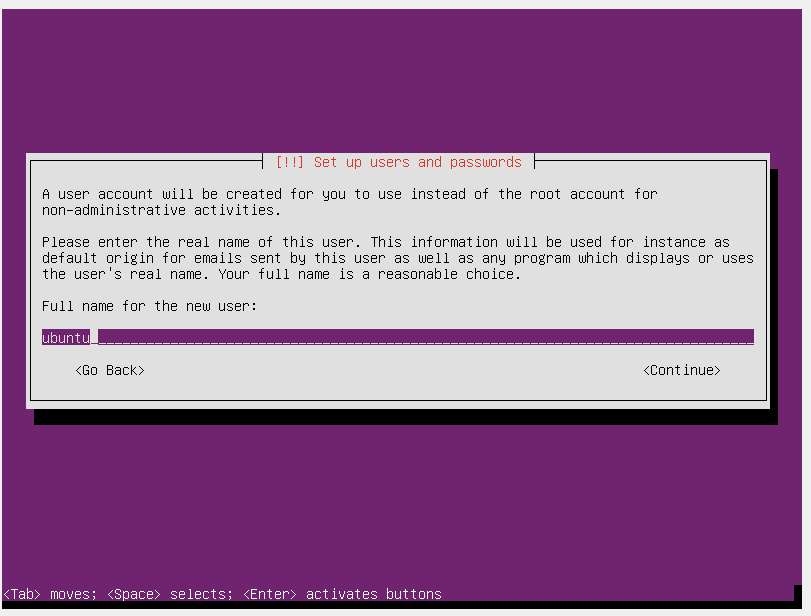 [!!] Set up users and passwords
A user account will be created for you to use instead of the root account for
non-administrative activities.
Please enter the real name of this user. This information will be used for instance as
default origin for emails sent by this user as well as any program which displays or uses
the user's real name. Your full name is a reasonable choice.
Full name for the new user:
ubuntu
<Go Back> <Continue>
<Tab> moves; <Space> selects; <Enter> activates buttons